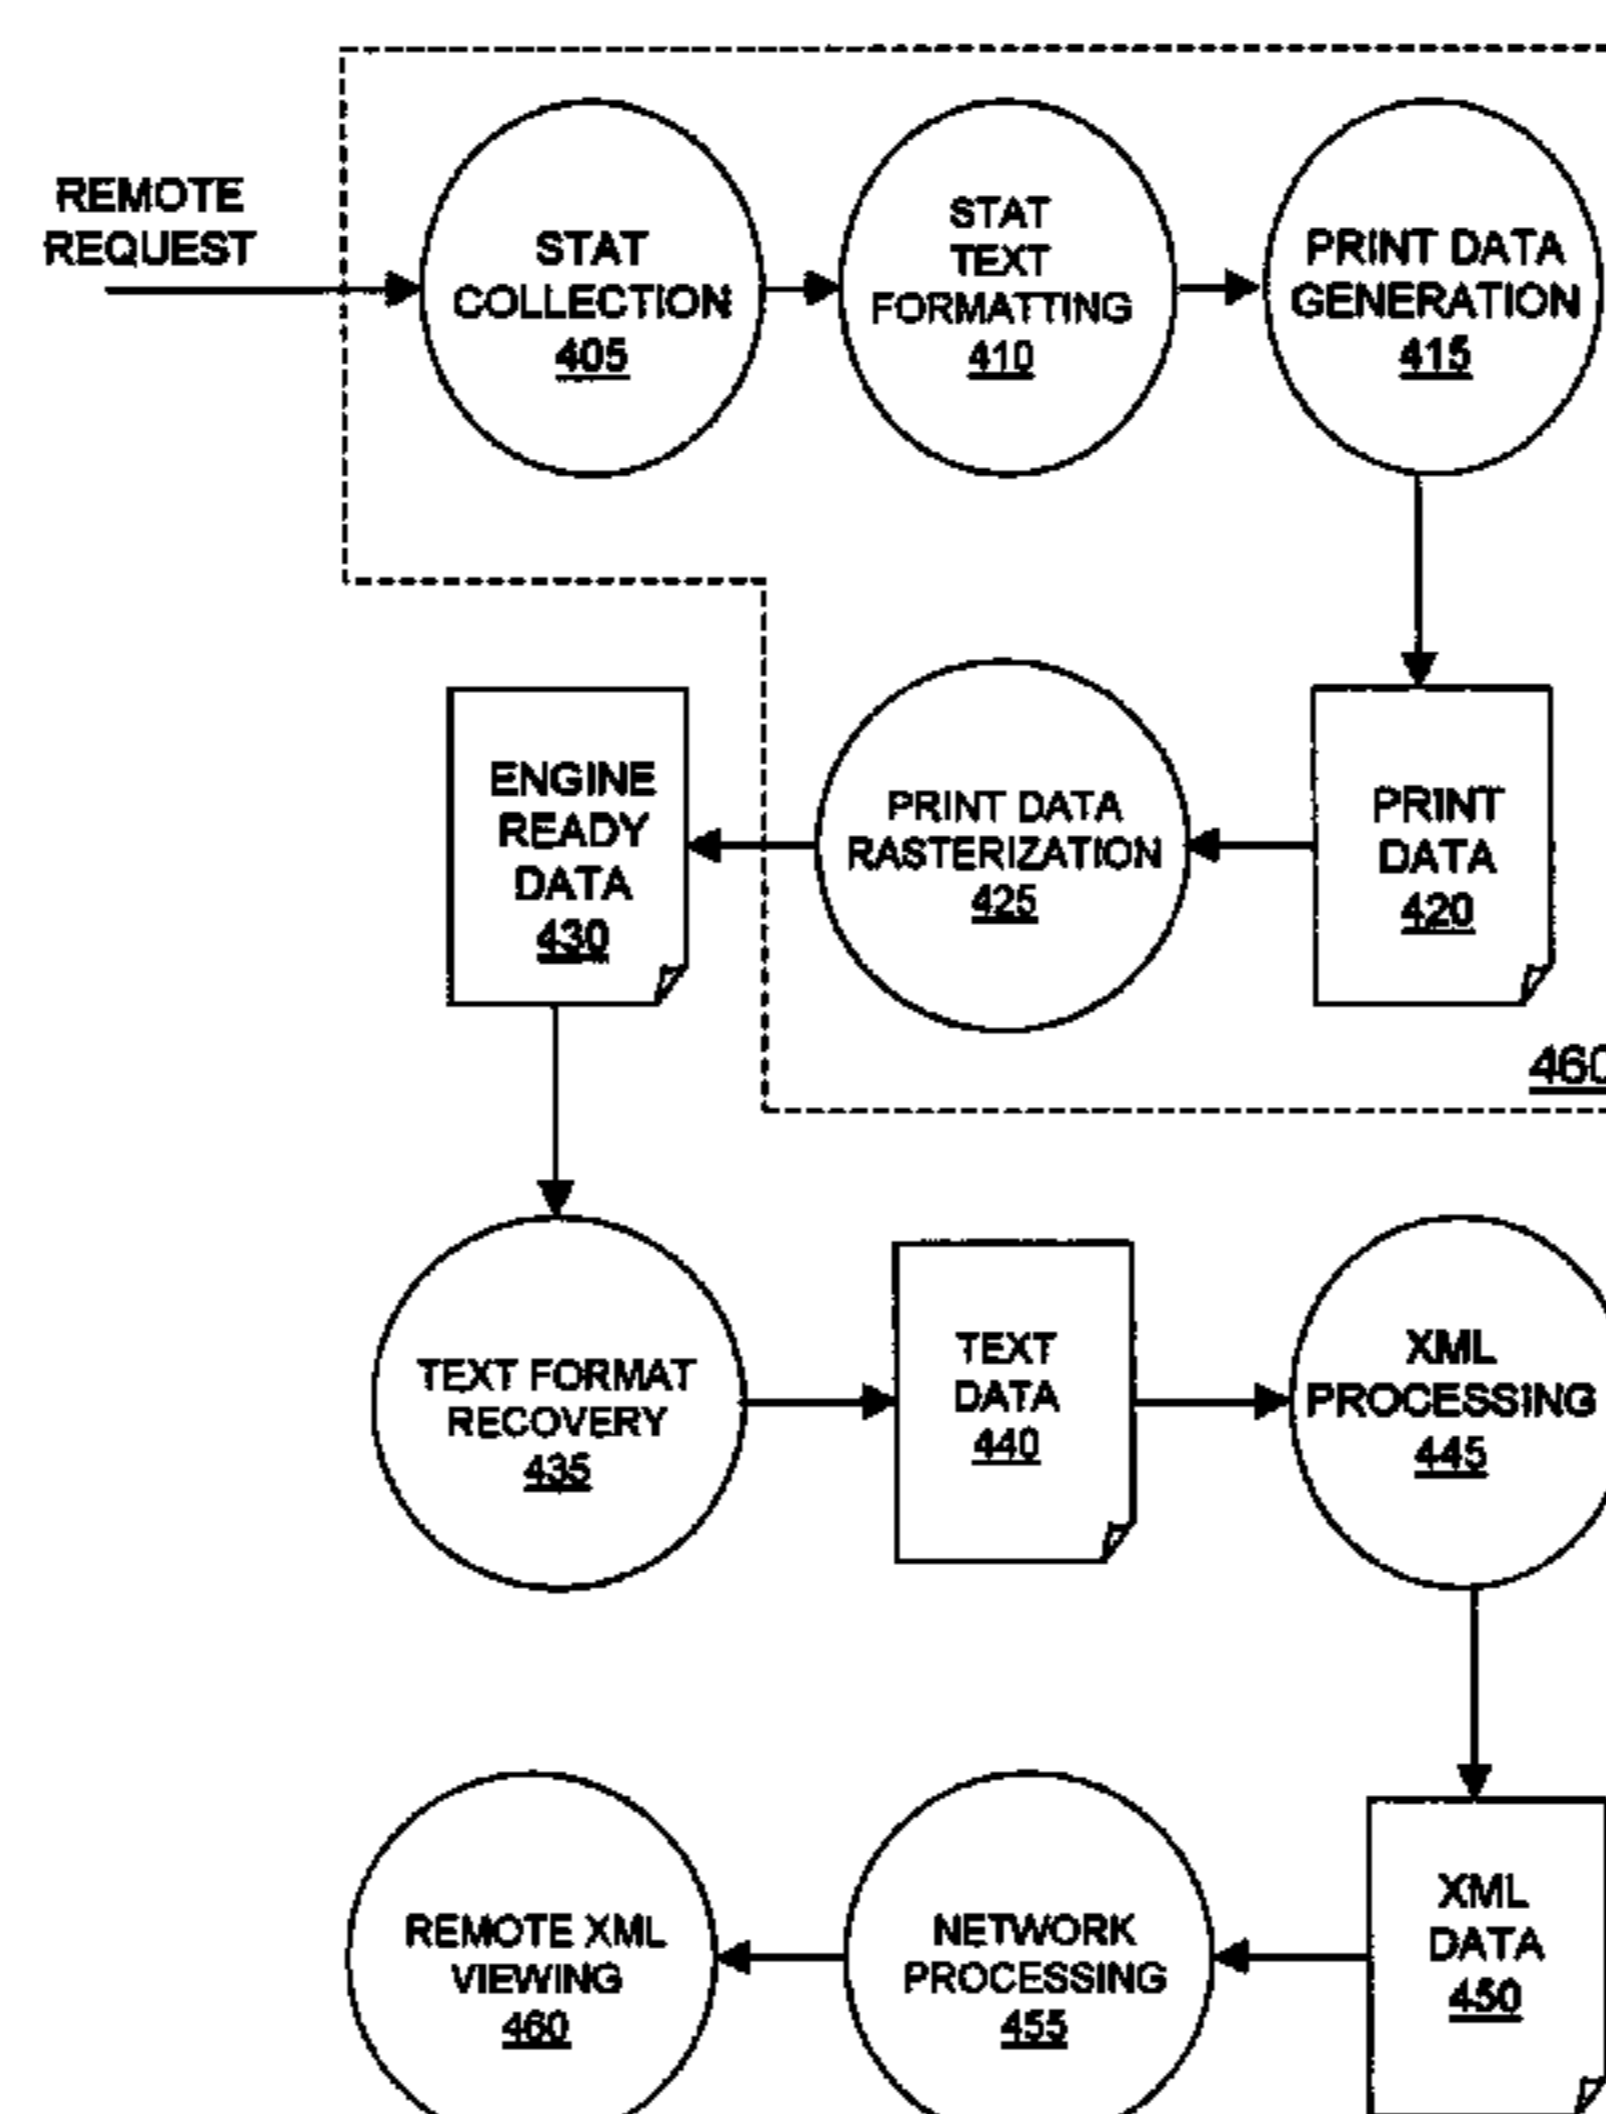 REMOTE
REQUEST
STAT
COLLECTION
405
STAT
TEXT
FORMATTING
410
PRINT DATA
GENERATION
415
ENGINE
READY
DATA
430
PRINT DATA
RASTERIZATION
425
PRINT
DATA
420
460
TEXT FORMAT
RECOVERY
435
TEXT
DATA
440
XML
PROCESSING
445
REMOTE XML
VIEWING
460
NETWORK
PROCESSING
455
XML
DATA
450